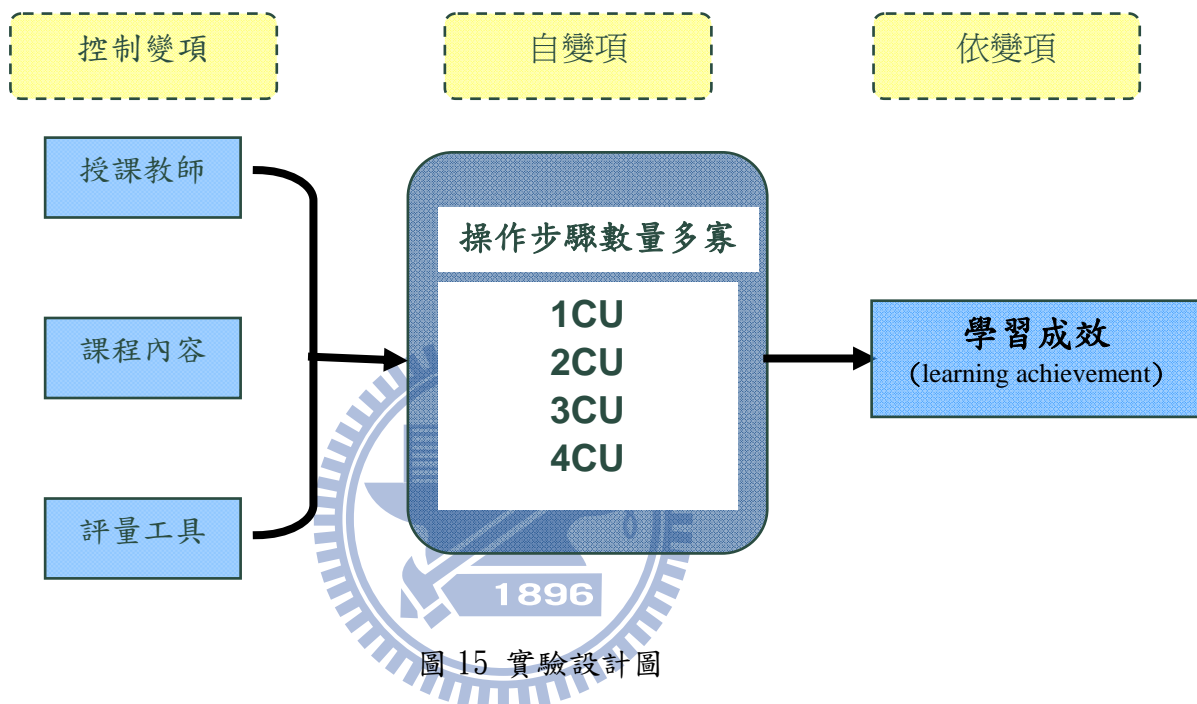 控制變項
自變項
依變項
授課教師
課程內容
評量工具
操作步驟數量多寡
1CU
2CU
3CU
4CU
學習成效
(learning achievement)
1896
圖 15 實驗設計圖